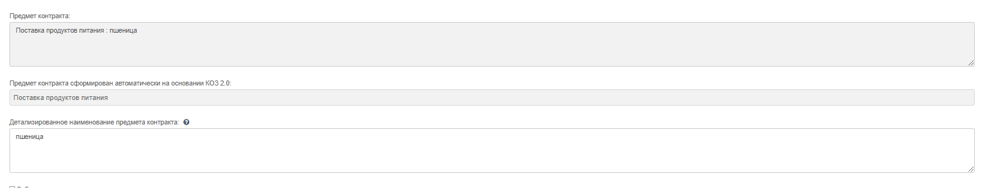 Предмет контракта:
Поставка продуктов питания : пшеница
Предмет контракта сформирован автоматически на основании КОЗ 2.0:
Поставка продуктов питания
Детализированное наименование предмета контракта:
пшеница